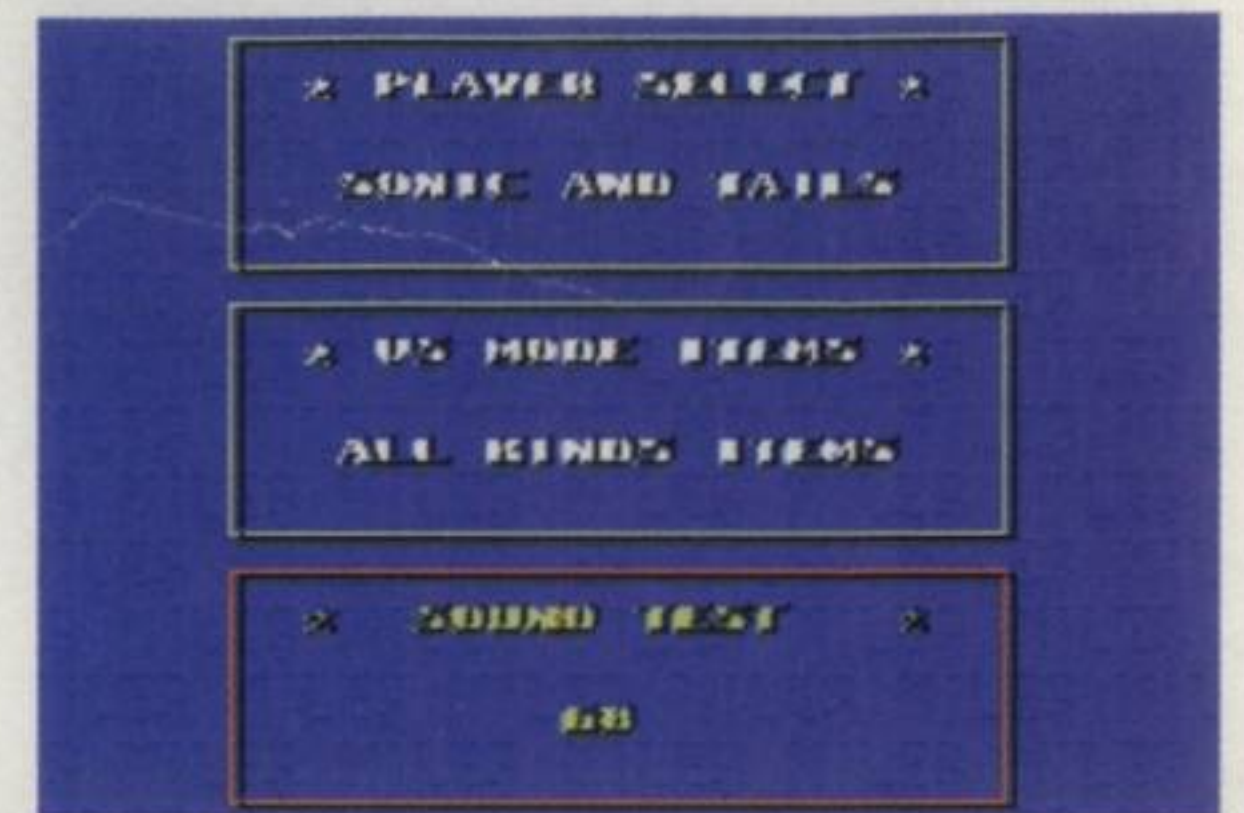 * PLAYER SELECT *
SONIC AND TAILS
* VS MODE ITEMS *
ALL KINDS ITEMS
* SOUND TEST *